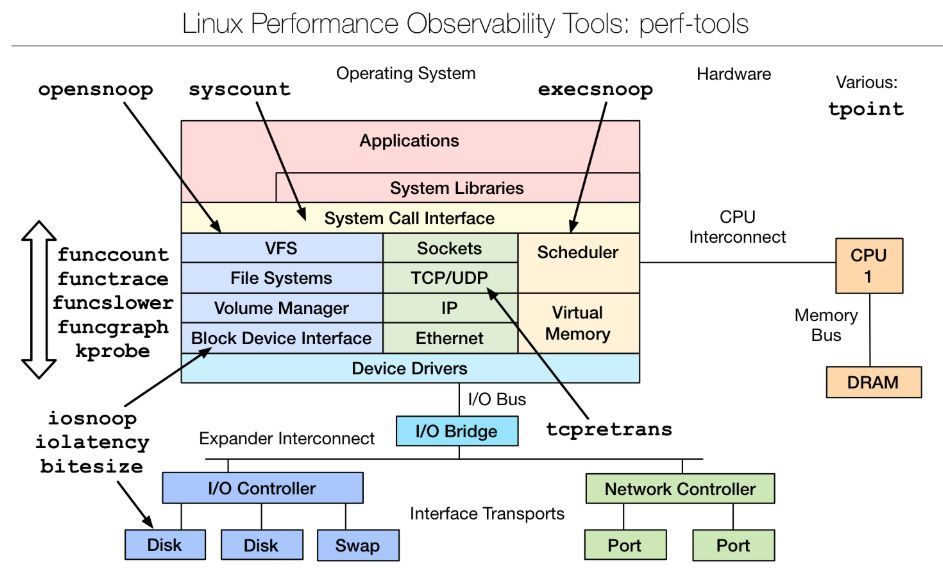 Linux Performance Observability Tools: perf-tools
Operating System
Hardware
Various:
tpoint
opensnoop
syscount
execsnoop
Applications
System Libraries
System Call Interface
VFS
Sockets
Scheduler
File Systems
TCP/UDP
Volume Manager
IP
Virtual
Memory
Block Device Interface
Ethernet
Device Drivers
funccount
functrace
funcslower
funcgraph
kprobe
CPU
Interconnect
CPU
1
Memory
Bus
DRAM
iosnoop
iolatency
bitesize
I/O Bus
I/O Bridge
tcpretrans
Expander Interconnect
I/O Controller
Network Controller
Interface Transports
Disk
Disk
Swap
Port
Port